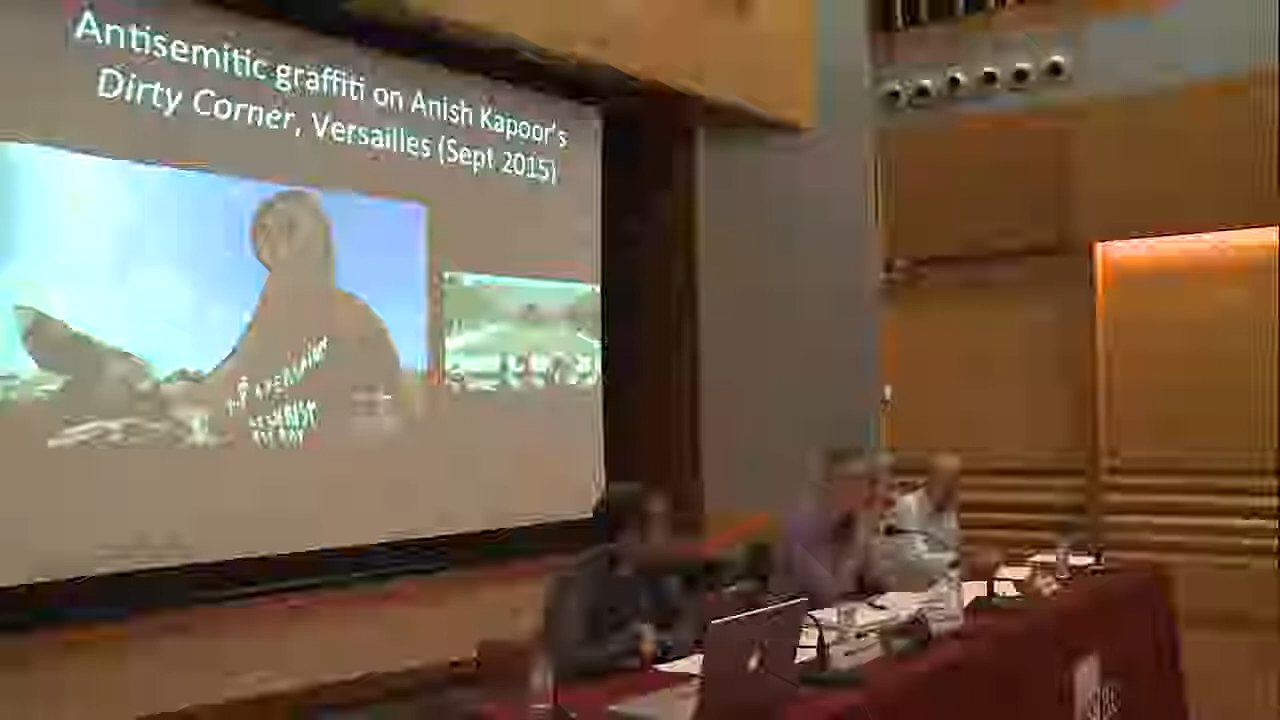 Antisemitic graffiti on Anish Kapoor's
Dirty Corner, Versailles (Sept 2015)